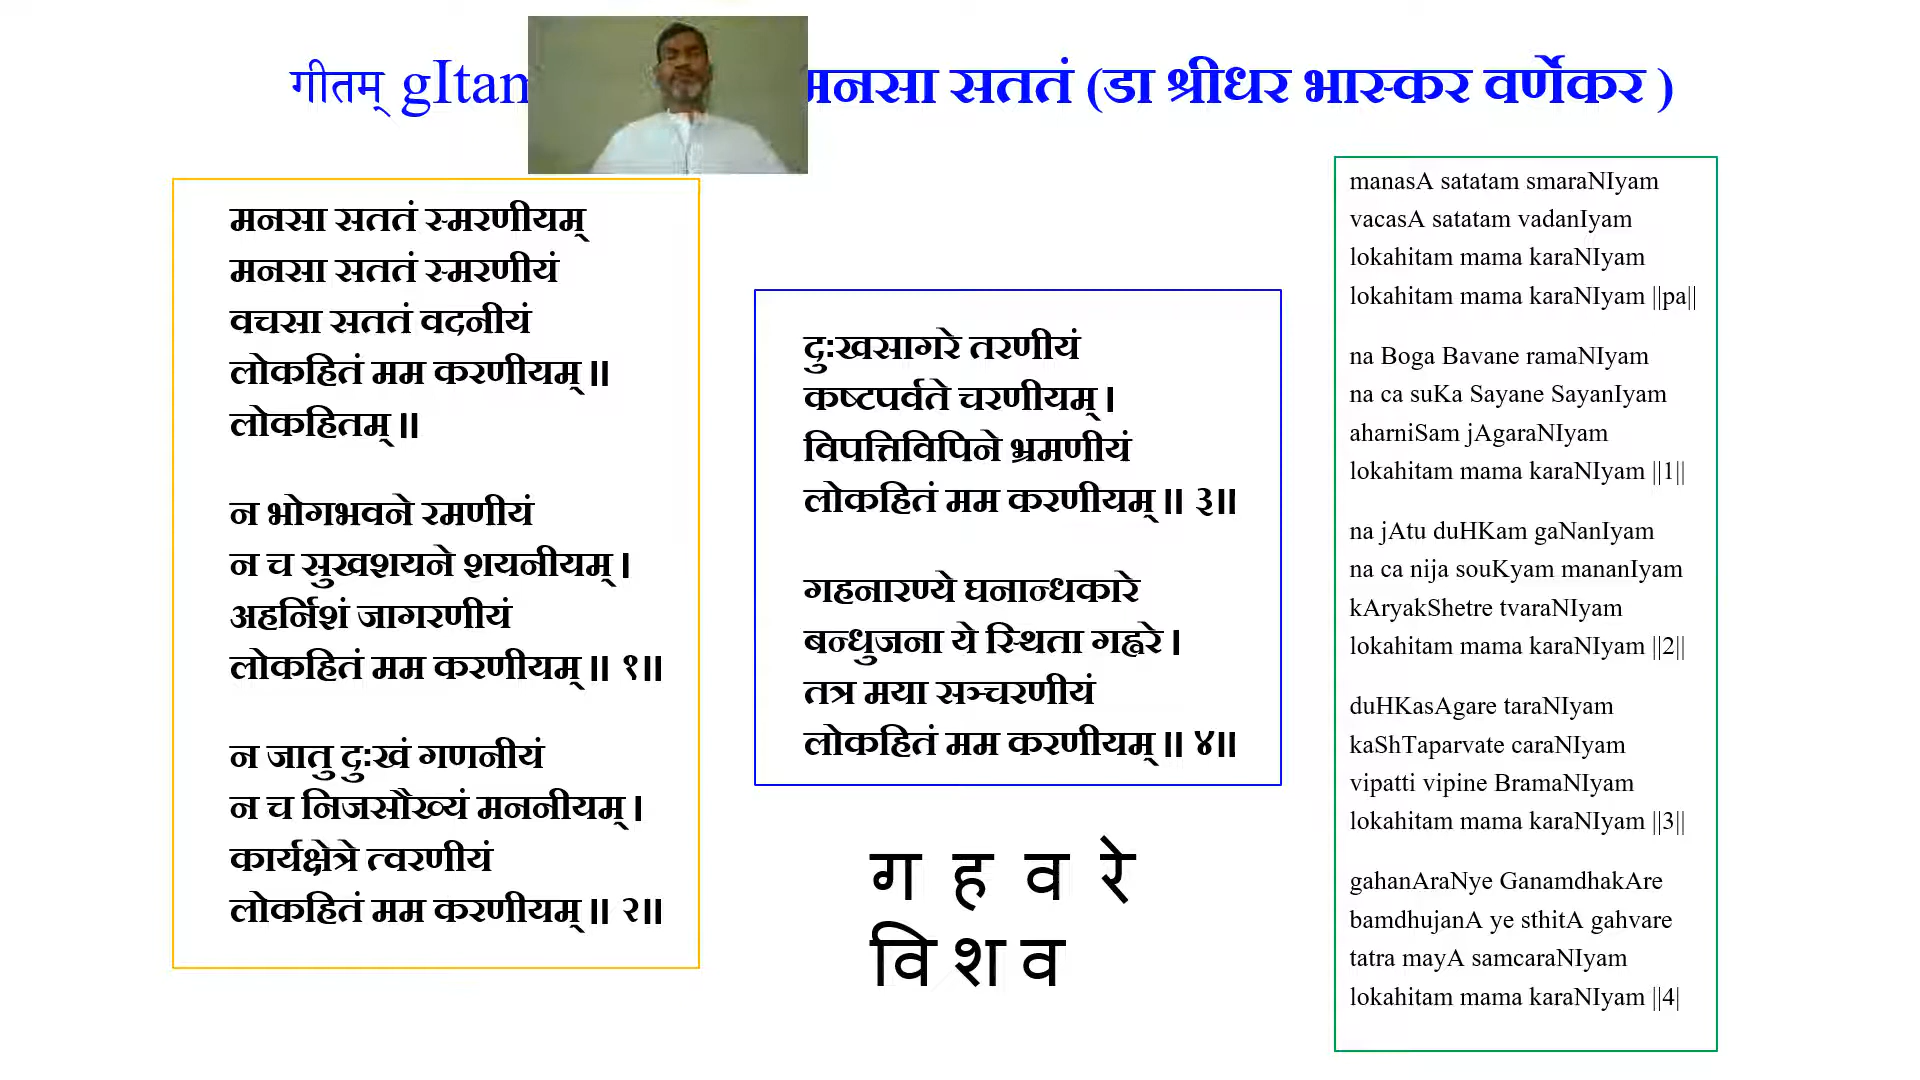 गीतम् gItam मनसा सततं (डा श्रीधर भास्कर वर्णेकर )
मनसा सततं स्मरणीयम्
मनसा सततं स्मरणीयं
वचसा सततं वदनीयं
लोकहितं मम करणीयम् ॥
लोकहितम् ॥
न भोगभवने रमणीयं
न च सुखशयने शयनीयम् ।
अहर्निशं जागरणीयं
लोकहितं मम करणीयम् ॥ १॥
न जातु दुःखं गणनीयं
न च निजसौख्यं मननीयम् ।
कार्यक्षेत्रे त्वरणीयं
लोकहितं मम करणीयम् ॥ २॥
दुःखसागरे तरणीयं
कष्टपर्वते चरणीयम् ।
विपत्तिविपिने भ्रमणीयं
लोकहितं मम करणीयम् ॥ ३॥
गहनारण्ये घनान्धकारे
बन्धुजना ये स्थिता गह्वरे ।
तत्र मया सञ्चरणीयं
लोकहितं मम करणीयम् ॥ ४॥
ग ह व रे
वि श व
manasA satatam smaraNIyam
vacasA satatam vadanIyam
lokahitam mama karaNIyam
lokahitam mama karaNIyam ||pa||
na Boga Bavane ramaNIyam
na ca suKa Sayane SayanIyam
aharniSam jAgaraNIyam
lokahitam mama karaNIyam ||1||
na jAtu duHKam gaNanIyam
na ca nija souKyam mananIyam
kAryakShetre tvaraNIyam
lokahitam mama karaNIyam ||2||
duHKasAgare taraNIyam
kaShTaparvate caraNIyam
vipatti vipine BramaNIyam
lokahitam mama karaNIyam ||3||
gahanAraNye GanamdhakAre
bamdhujanA ye sthitA gahvare
tatra mayA samcaraNIyam
lokahitam mama karaNIyam ||4|